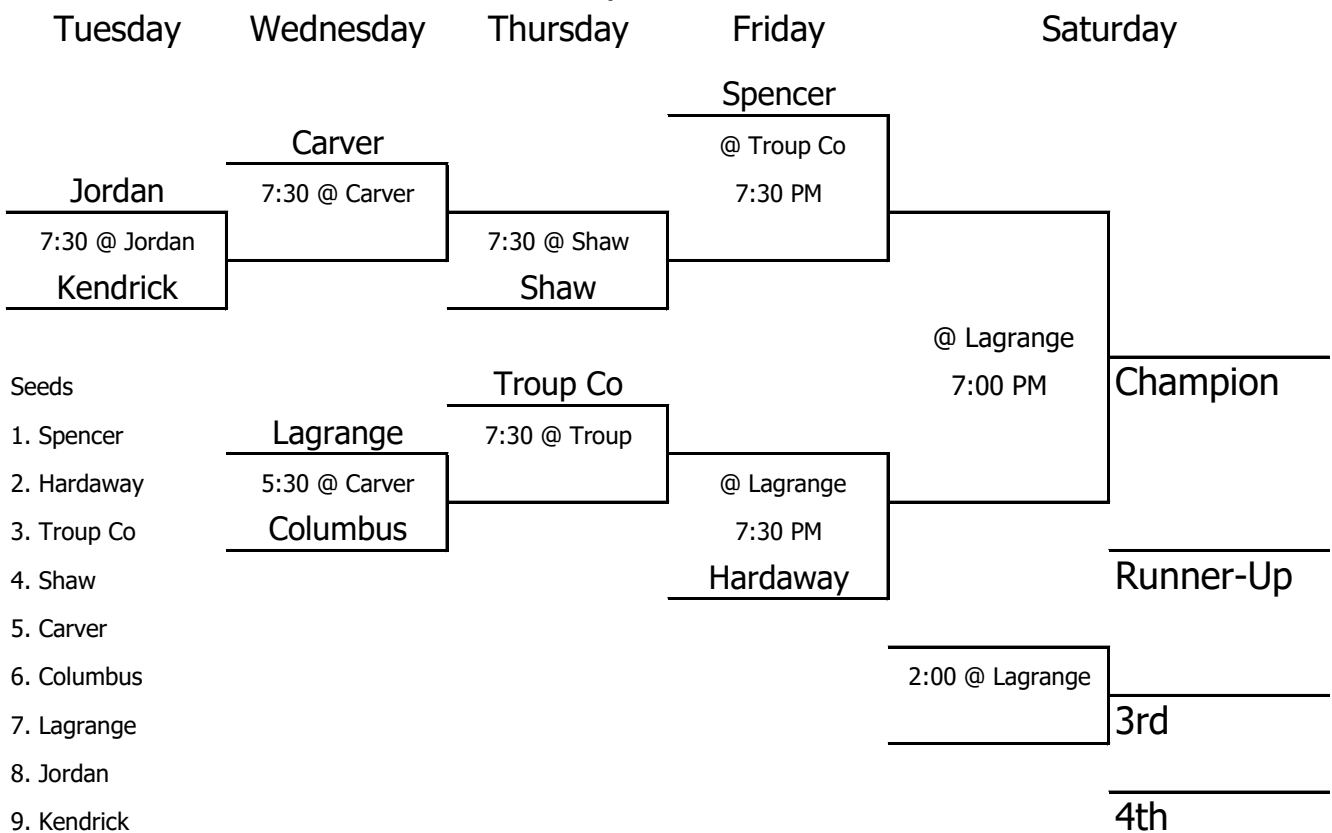 Tuesday Wednesday Thursday Friday Saturday
Spencer
Carver @ Troup Co
Jordan 7:30 @ Carver 7:30 PM
7:30 @ Jordan 7:30 @ Shaw
Kendrick Shaw
@ Lagrange
Seeds Troup Co 7:00 PM Champion
1. Spencer Lagrange 7:30 @ Troup
2. Hardaway 5:30 @ Carver @ Lagrange
3. Troup Co Columbus 7:30 PM
4. Shaw Hardaway Runner-Up
5. Carver
6. Columbus 2:00 @ Lagrange
7. Lagrange 3rd
8. Jordan
9. Kendrick 4th